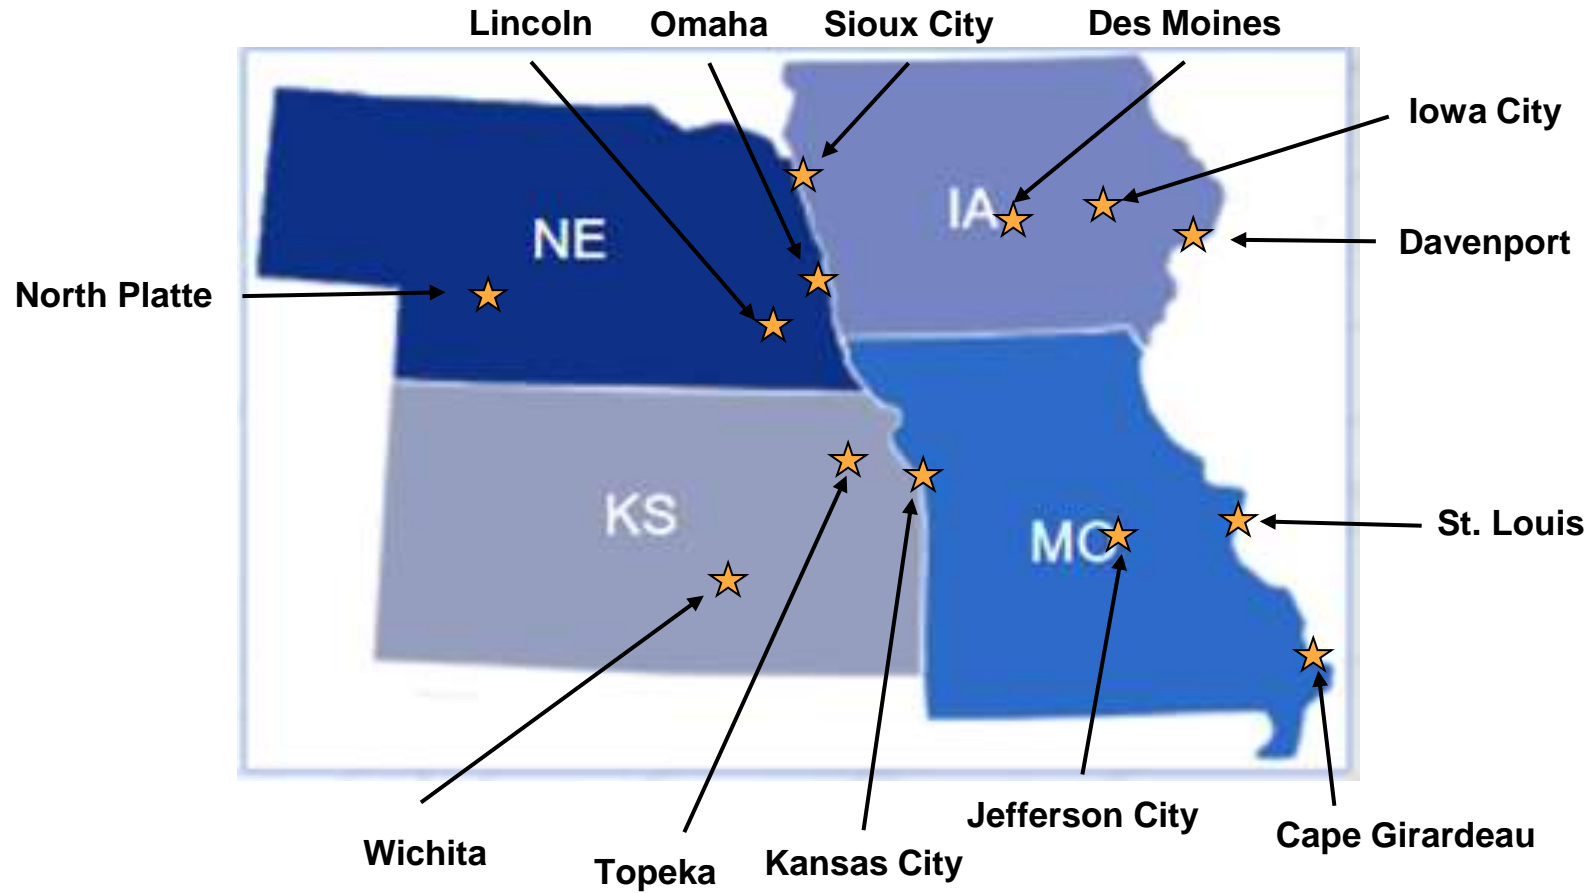 Lincoln
Omaha
Sioux City
Des Moines
Iowa City
IA
NE
Davenport
North Platte
KS
MO
St. Louis
Jefferson City
Cape Girardeau
Wichita
Topeka
Kansas City